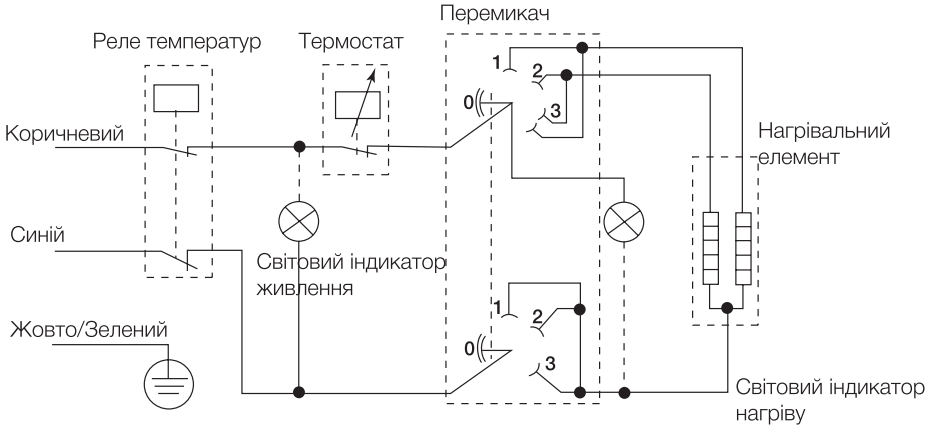 Перемикач
Реле температур
Термостат
1
2
0
3
Коричневий
Нагрівальний
елемент
Синій
Світовий індикатор
живлення
1
2
Жовто/Зелений
0
3
Світовий індикатор
нагріву